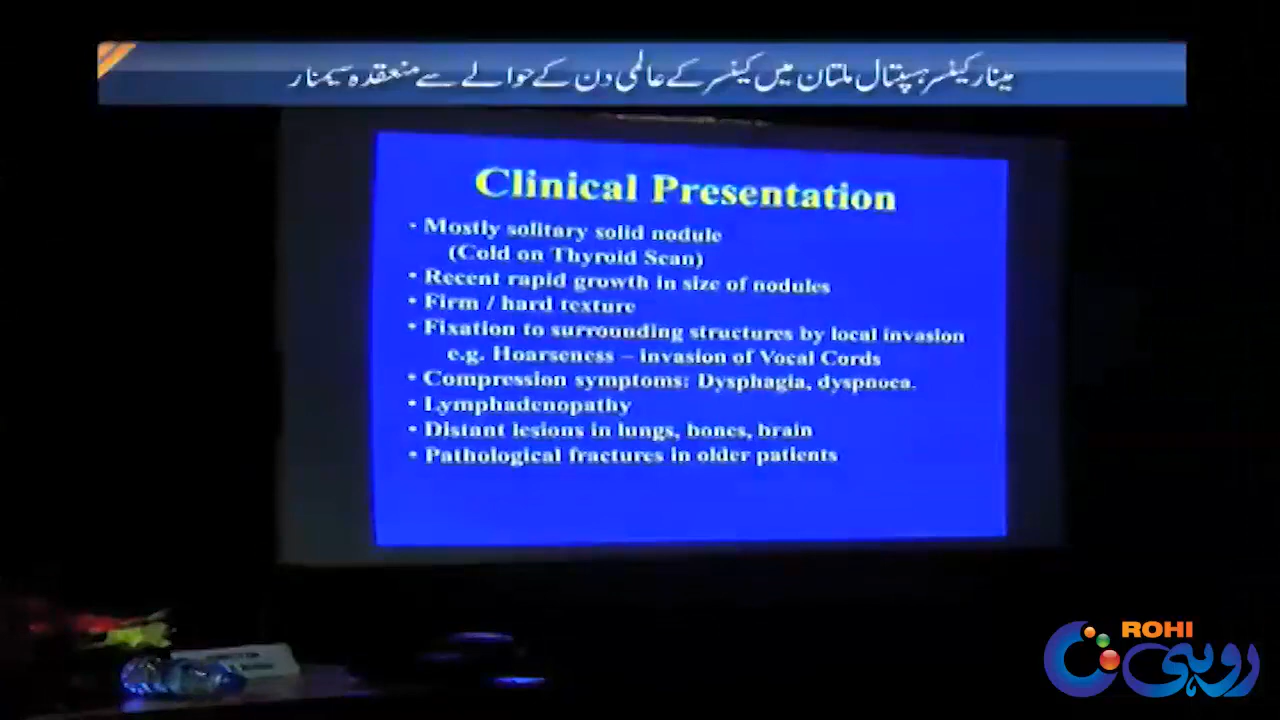 مینار کینسر ہسپتال ملتان میں کینسر کے عالمی دن کے حوالے سے منعقدہ سیمنار
Clinical Presentation
• Mostly solitary solid nodule
(Cold on Thyroid Scan)
• Recent rapid growth in size of nodules
• Firm / hard texture
• Fixation to surrounding structures by local invasion
e.g. Hoarseness – invasion of Vocal Cords
• Compression symptoms: Dysphagia, dyspnoea.
• Lymphadenopathy
• Distant lesions in lungs, bones, brain
• Pathological fractures in older patients
ROHI
روہی